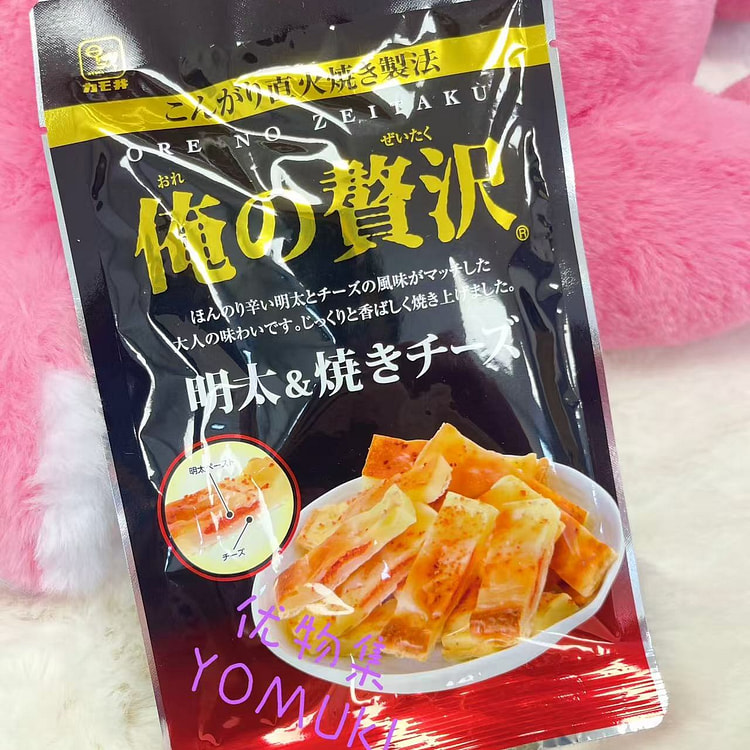 カモ井
こんがり直火焼き製法
ORE NO ZEITAKU
おれ ぜいたく
俺の贅沢®
ほんのり辛い明太とチーズの風味がマッチした
大人の味わいです。じっくりと香ばしく焼き上げました。
明太&焼きチーズ
明太ペースト
チーズ
优物集
YOMUKI